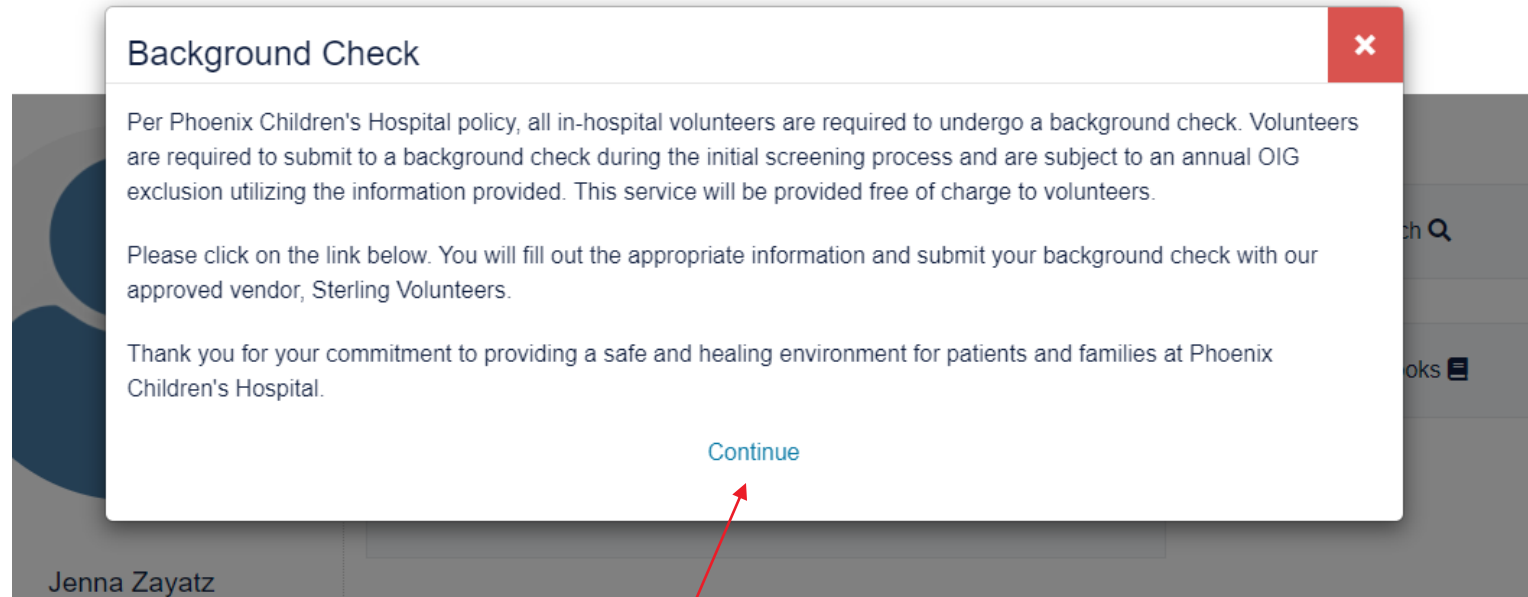 Background Check
Per Phoenix Children's Hospital policy, all in-hospital volunteers are required to undergo a background check. Volunteers
are required to submit to a background check during the initial screening process and are subject to an annual OIG
exclusion utilizing the information provided. This service will be provided free of charge to volunteers.
Please click on the link below. You will fill out the appropriate information and submit your background check with our
approved vendor, Sterling Volunteers.
Thank you for your commitment to providing a safe and healing environment for patients and families at Phoenix
Children's Hospital.
Continue
ch
oks
Jenna Zayatz